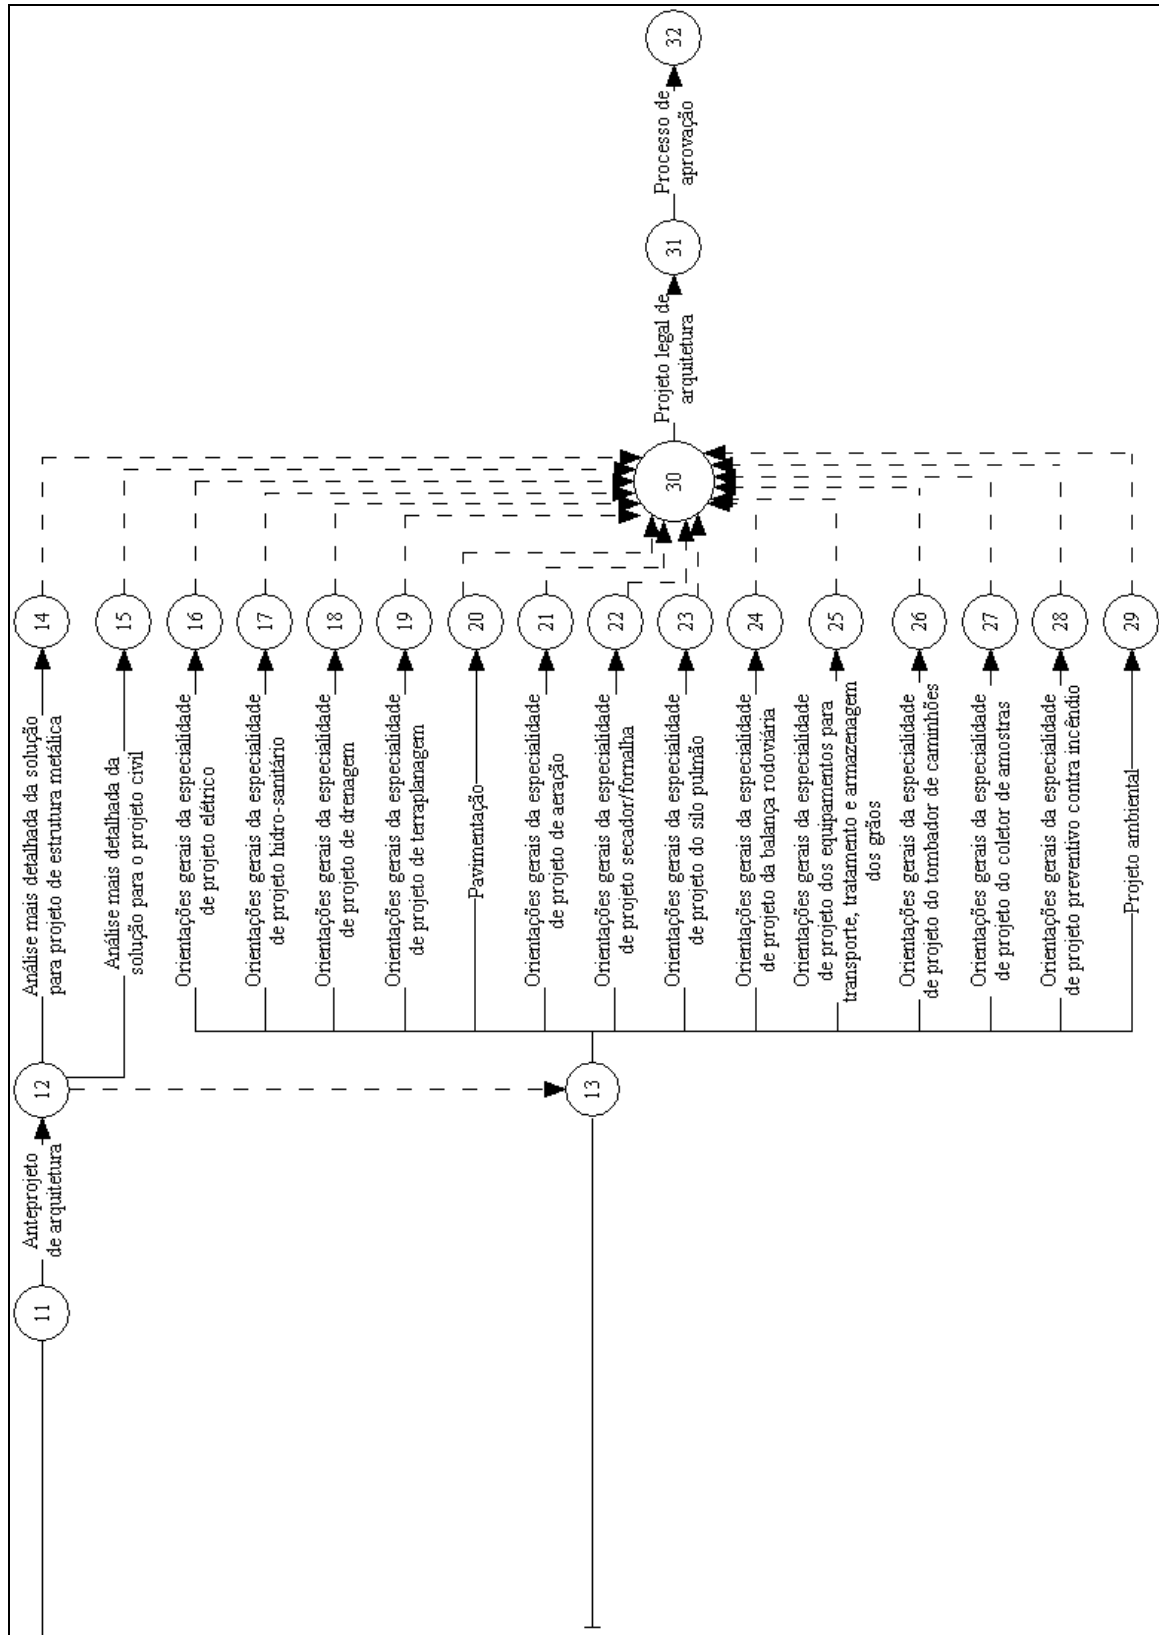 11
Anteprojeto
de arquitetura
12
Análise mais detalhada da solução
para projeto de estrutura metálica
14
Análise mais detalhada da
solução para o projeto civil
15
Orientações gerais da especialidade
de projeto elétrico
16
Orientações gerais da especialidade
de projeto hidro-sanitário
17
Orientações gerais da especialidade
de projeto de drenagem
18
Orientações gerais da especialidade
de projeto de terraplanagem
19
Pavimentação
20
Orientações gerais da especialidade
de projeto de aeração
21
13
Orientações gerais da especialidade
de projeto secador/fornalha
22
Orientações gerais da especialidade
de projeto do silo pulmão
23
Orientações gerais da especialidade
de projeto da balança rodoviária
24
Orientações gerais da especialidade
de projeto dos equipamentos para
transporte, tratamento e armazenagem
dos grãos
25
Orientações gerais da especialidade
de projeto do tombador de caminhões
26
Orientações gerais da especialidade
de projeto do coletor de amostras
27
Orientações gerais da especialidade
de projeto preventivo contra incêndio
28
Projeto ambiental
29
30
Projeto legal de
arquitetura
31
Processo de
aprovação
32